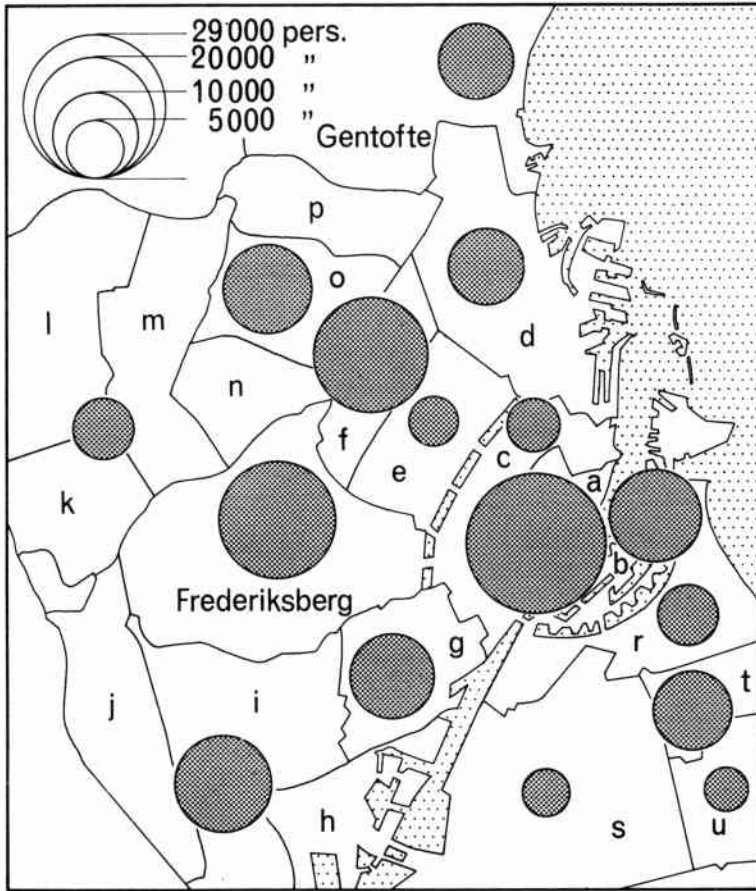 29000 pers.
20000 "
10000 "
5000 "
Gentofte
p
o
d
l
m
n
f
e
c
a
k
b
Frederiksberg
g
r
t
j
i
h
s
u